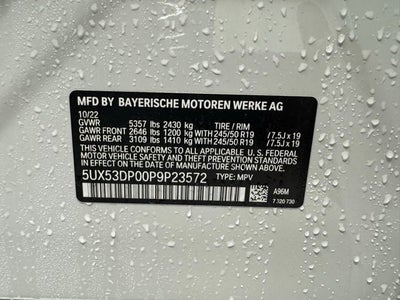 MFD BY BAYERISCHE MOTOREN WERKE AG
10/22
GVWR 5357 lbs 2430 kg TIRE / RIM
GAWR FRONT 2646 lbs 1200 kg WITH 245/50 R19 /7.5J x 19
GAWR REAR 3109 lbs 1410 kg WITH 245/50 R19 /7.5J x 19
THIS VEHICLE CONFORMS TO ALL APPLICABLE U. S. FEDERAL
MOTOR VEHICLE SAFETY AND THEFT PREVENTION STANDARDS
IN EFFECT ON THE DATE OF MANUFACTURE SHOWN ABOVE.
5UX53DP00P9P23572 TYPE: MPV
A96M
7 320 730